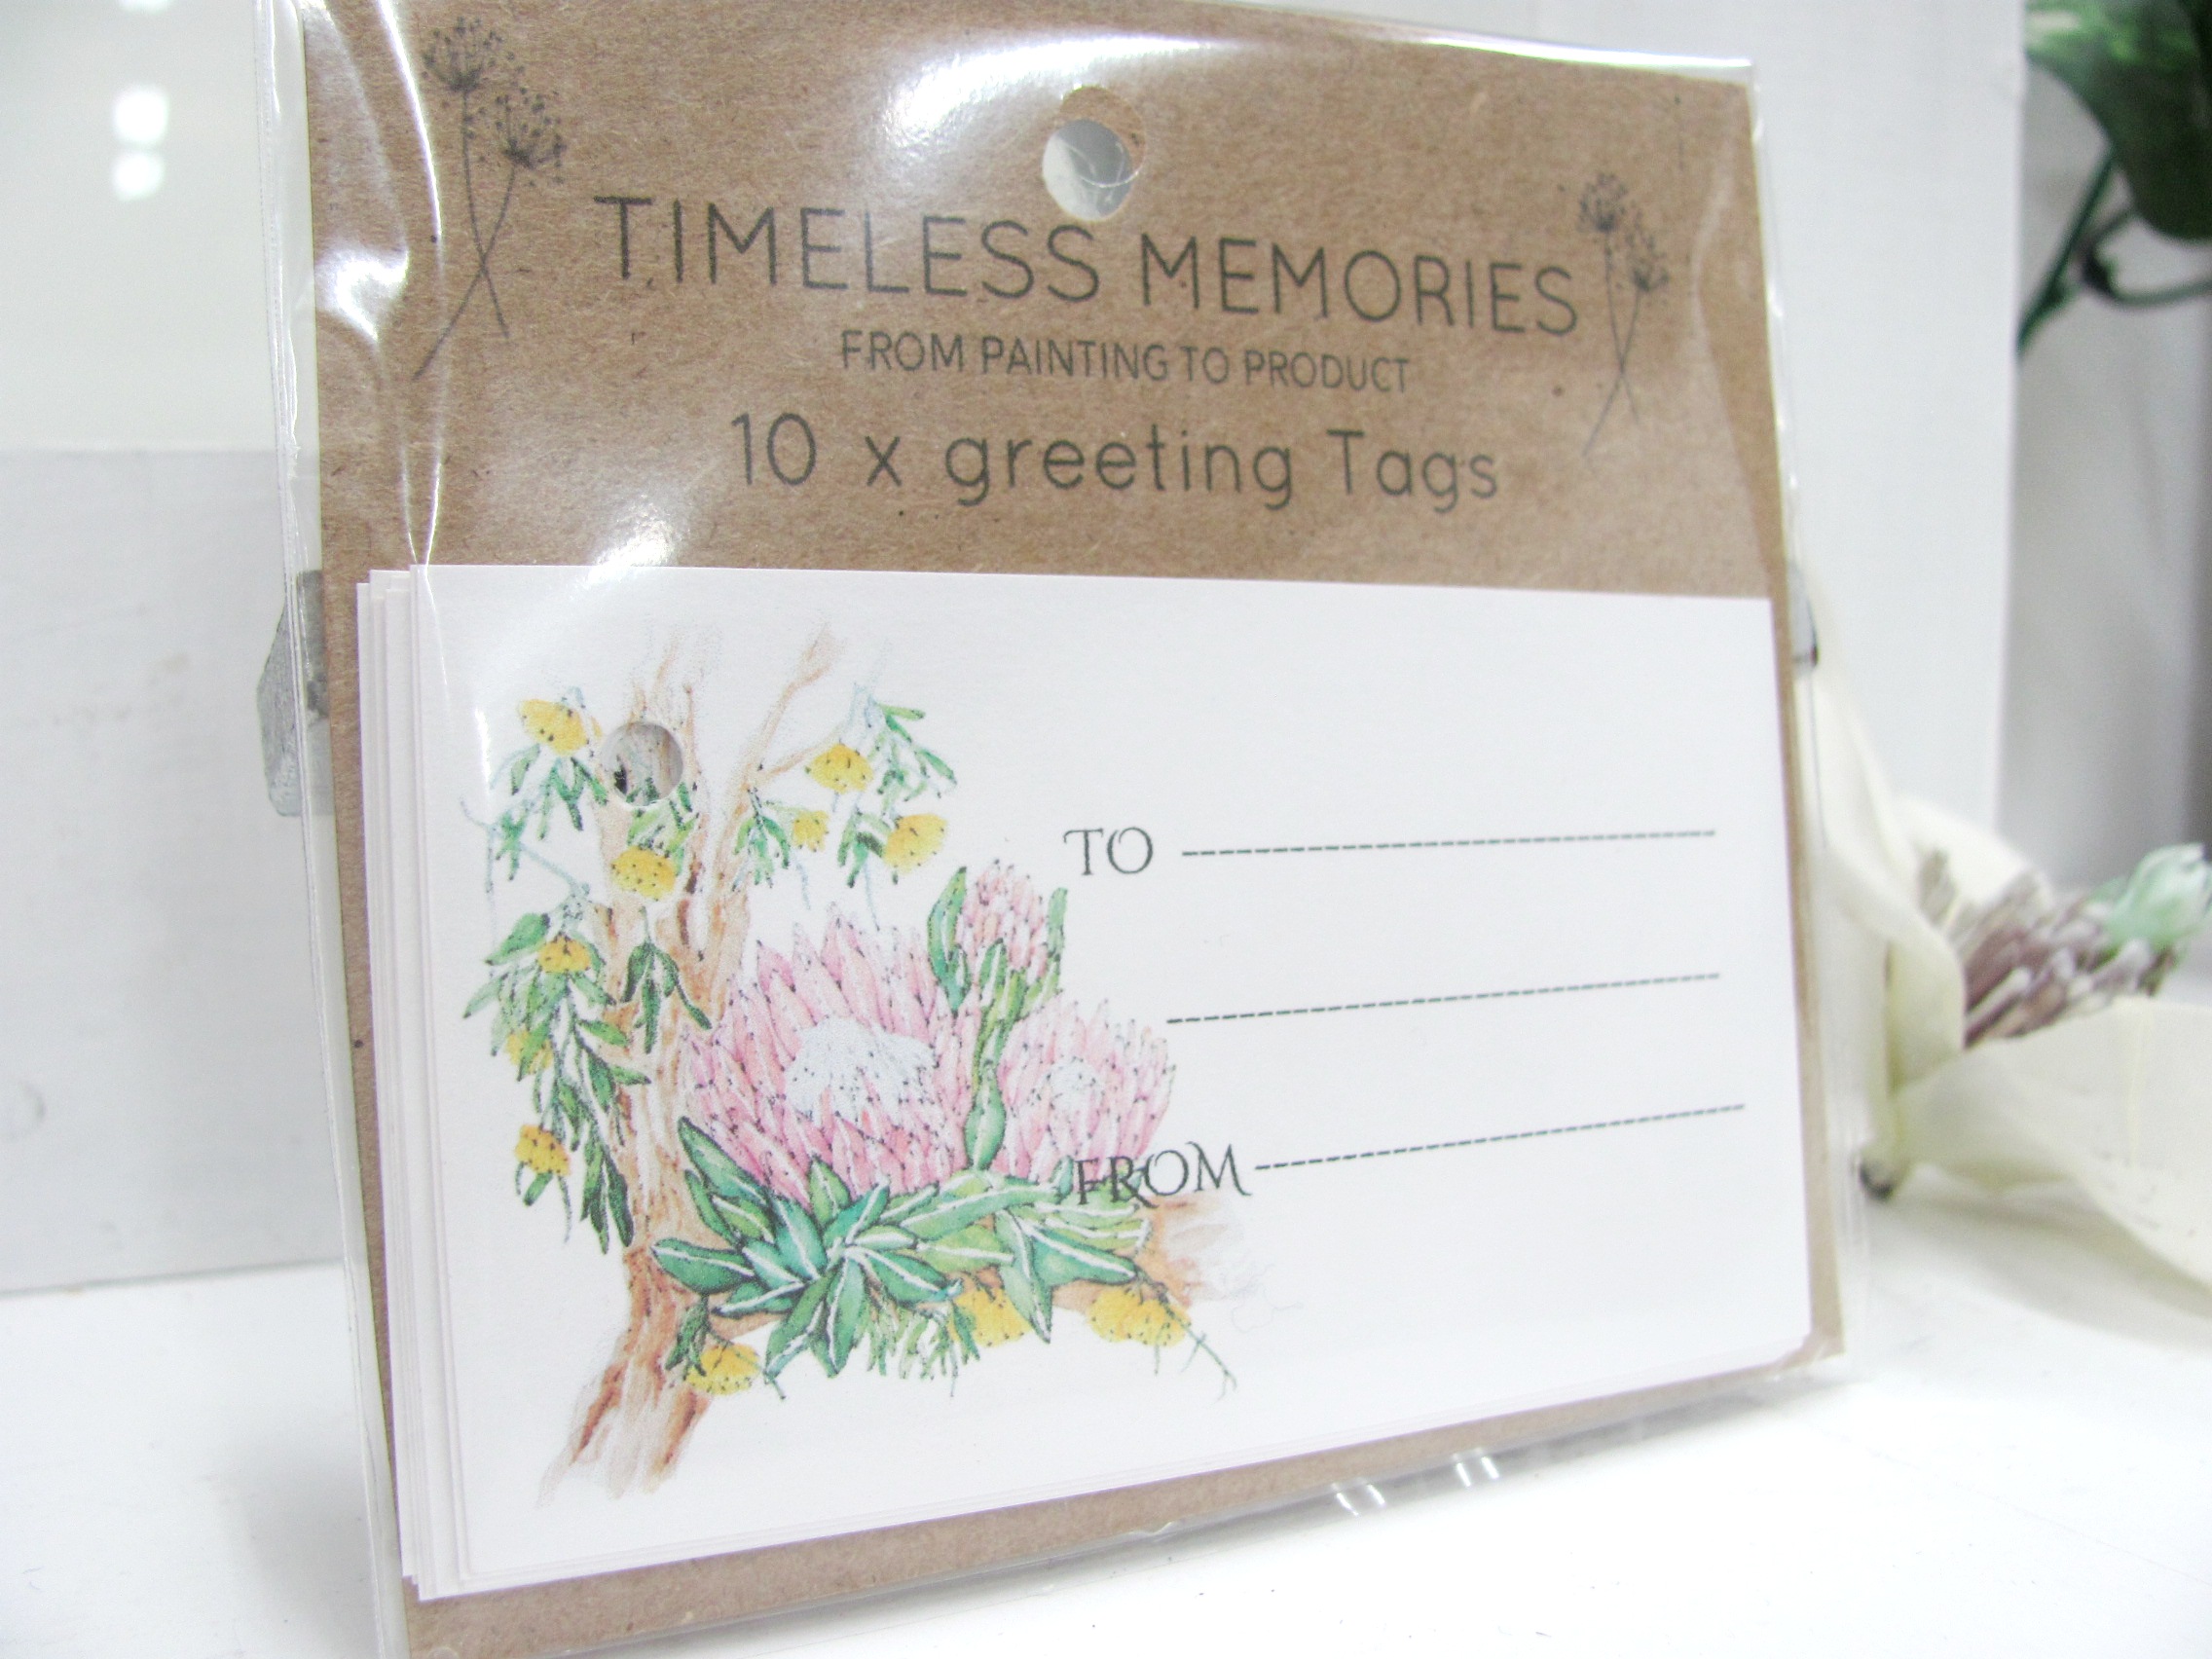 TIMELESS MEMORIES
FROM PAINTING TO PRODUCT
10 x greeting Tags
TO
FROM